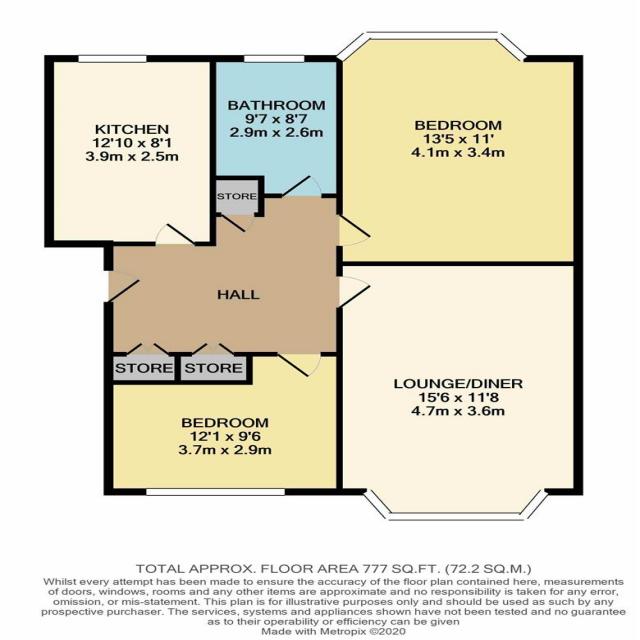 KITCHEN
12'10 x 8'1
3.9m x 2.5m
BATHROOM
9'7 x 8'7
2.9m x 2.6m
BEDROOM
13'5 x 11'
4.1m x 3.4m
STORE
HALL
STORE
STORE
LOUNGE/DINER
15'6 x 11'8
4.7m x 3.6m
BEDROOM
12'1 x 9'6
3.7m x 2.9m
TOTAL APPROX. FLOOR AREA 777 SQ.FT. (72.2 SQ.M.)
Whilst every attempt has been made to ensure the accuracy of the floor plan contained here, measurements
of doors, windows, rooms and any other items are approximate and no responsibility is taken for any error,
omission, or mis-statement. This plan is for illustrative purposes only and should be used as such by any
prospective purchaser. The services, systems and appliances shown have not been tested and no guarantee
as to their operability or efficiency can be given
Made with Metropix ©2020